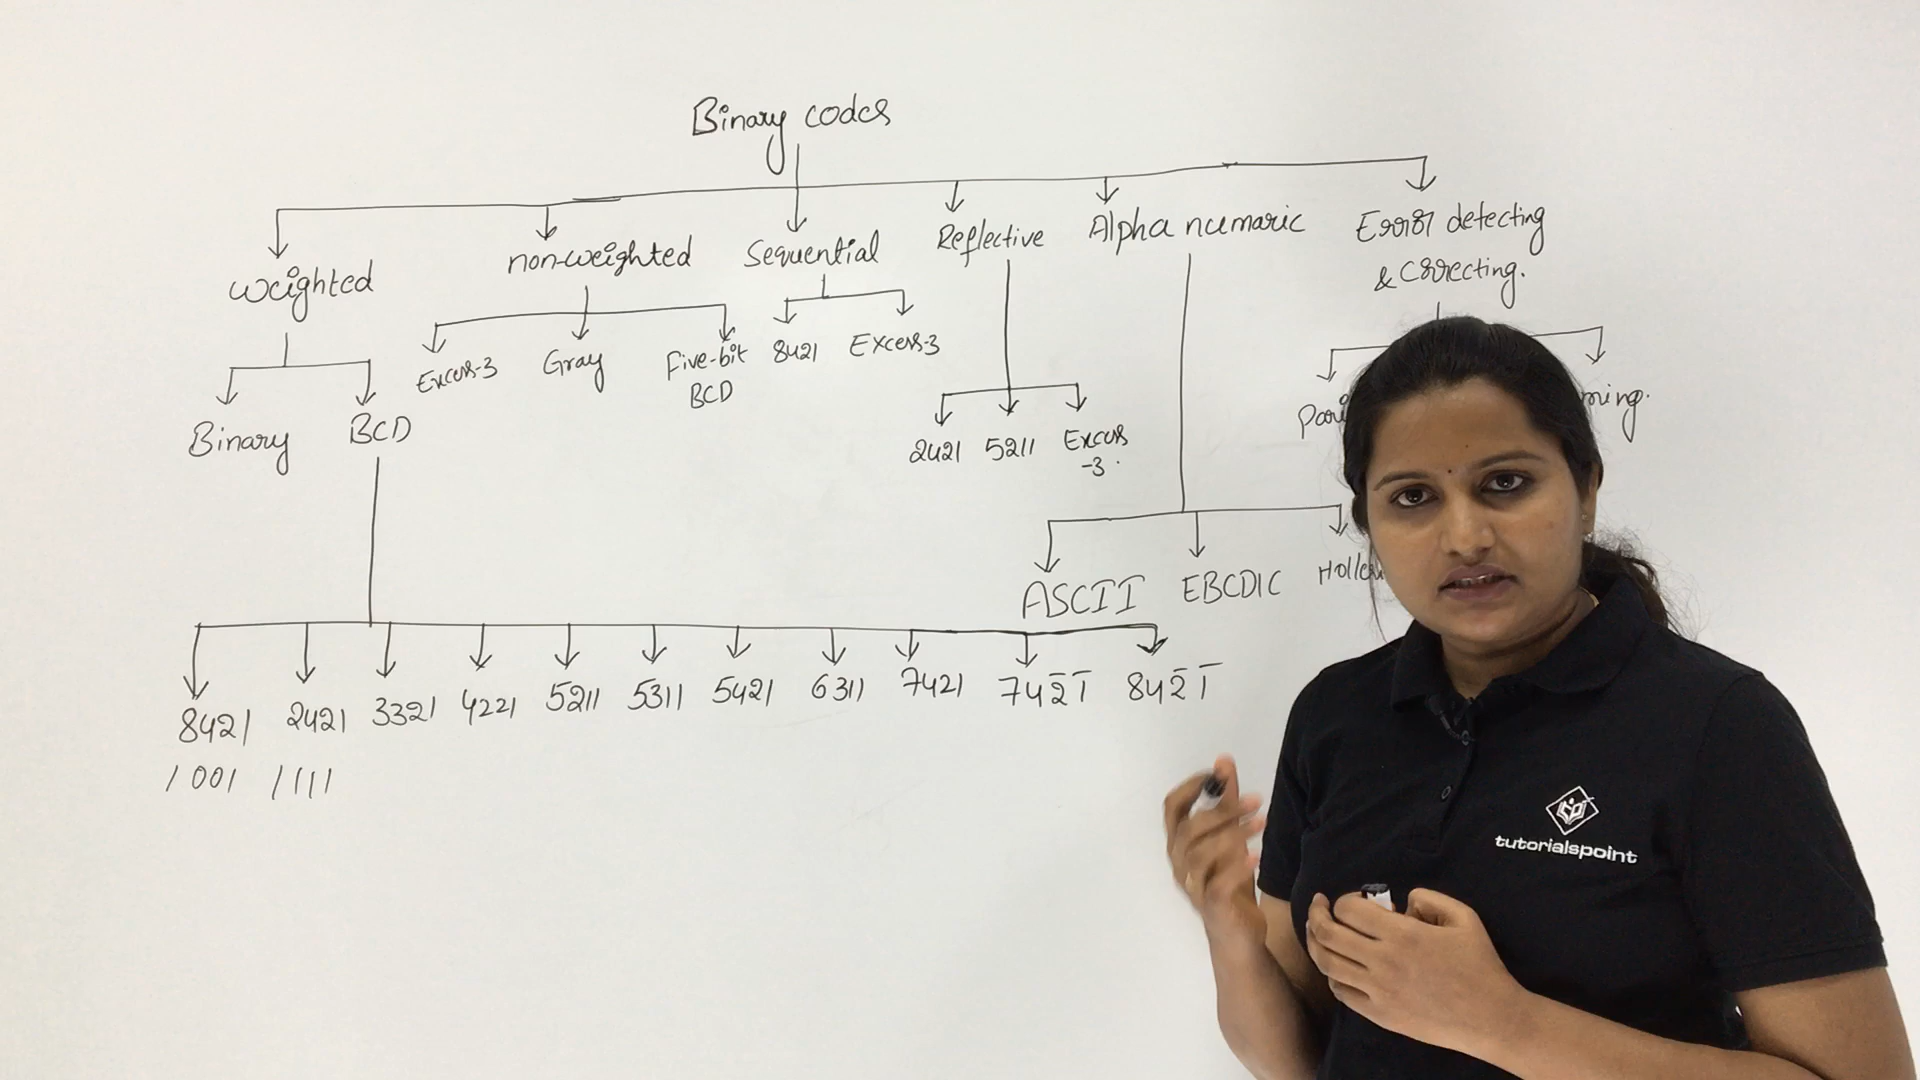 Binary codes
Weighted
non-weighted
Sequential
Reflective
Alpha numaric
Error detecting
& Correcting.
Binary
BCD
Excess-3
Gray
Five-bit
BCD
8421
Excess-3
2421
5211
Excess
-3.
ASCII
EBCDIC
8421
2421
3321
4221
5211
5311
5421
6311
7421
742̄1̄
842̄1̄
1001
1111
tutorialspoint